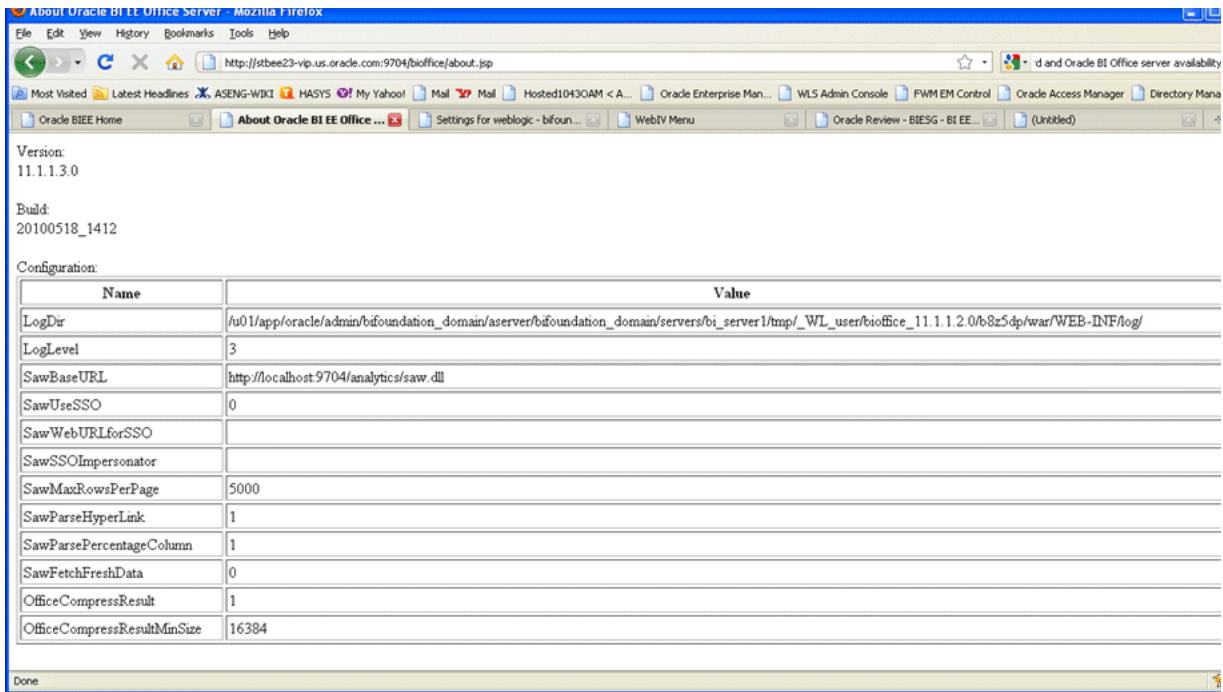 About Oracle BI EE Office Server - Mozilla Firefox
File Edit View History Bookmarks Tools Help
http://stbee23-vip.us.oracle.com:9704/bioffice/about.jsp d and Oracle BI Office server availability
Most Visited Latest Headlines ASENG-WIKI HASYS My Yahoo! Mail Mail Hosted1043OAM < A... Oracle Enterprise Man... WLS Admin Console FWM EM Control Oracle Access Manager Directory Mana
Oracle BIEE Home About Oracle BI EE Office ... Settings for weblogic - bifoun... WebIV Menu Oracle Review - BIESG - BI EE... (Untitled)
Version:
11.1.1.3.0
Build:
20100518_1412
Configuration:
Name Value
LogDir /u01/app/oracle/admin/bifoundation_domain/aserver/bifoundation_domain/servers/bi_server1/tmp/_WL_user/bioffice_11.1.1.2.0/b8z5dp/war/WEB-INF/log/
LogLevel 3
SawBaseURL http://localhost:9704/analytics/saw.dll
SawUseSSO 0
SawWebURLforSSO
SawSSOImpersonator
SawMaxRowsPerPage 5000
SawParseHyperLink 1
SawParsePercentageColumn 1
SawFetchFreshData 0
OfficeCompressResult 1
OfficeCompressResultMinSize 16384
Done